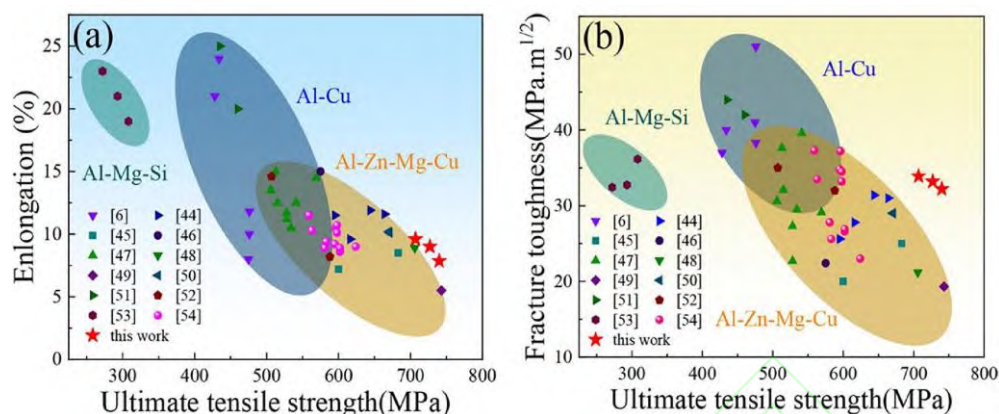 (a)
25
20
15
10
5
0
300 400 500 600 700 800
Enlongation (%)
Ultimate tensile strength(MPa)
Al-Cu
Al-Mg-Si
Al-Zn-Mg-Cu
[6] [44]
[45] [46]
[47] [48]
[49] [50]
[51] [52]
[53] [54]
this work
(b)
50
40
30
20
10
300 400 500 600 700 800
Fracture toughness(MPa.m1/2)
Ultimate tensile strength(MPa)
Al-Cu
Al-Mg-Si
[6] [44]
[45] [46]
[47] [48]
[49] [50]
[51] [52]
[53] [54]
this work
Al-Zn-Mg-Cu